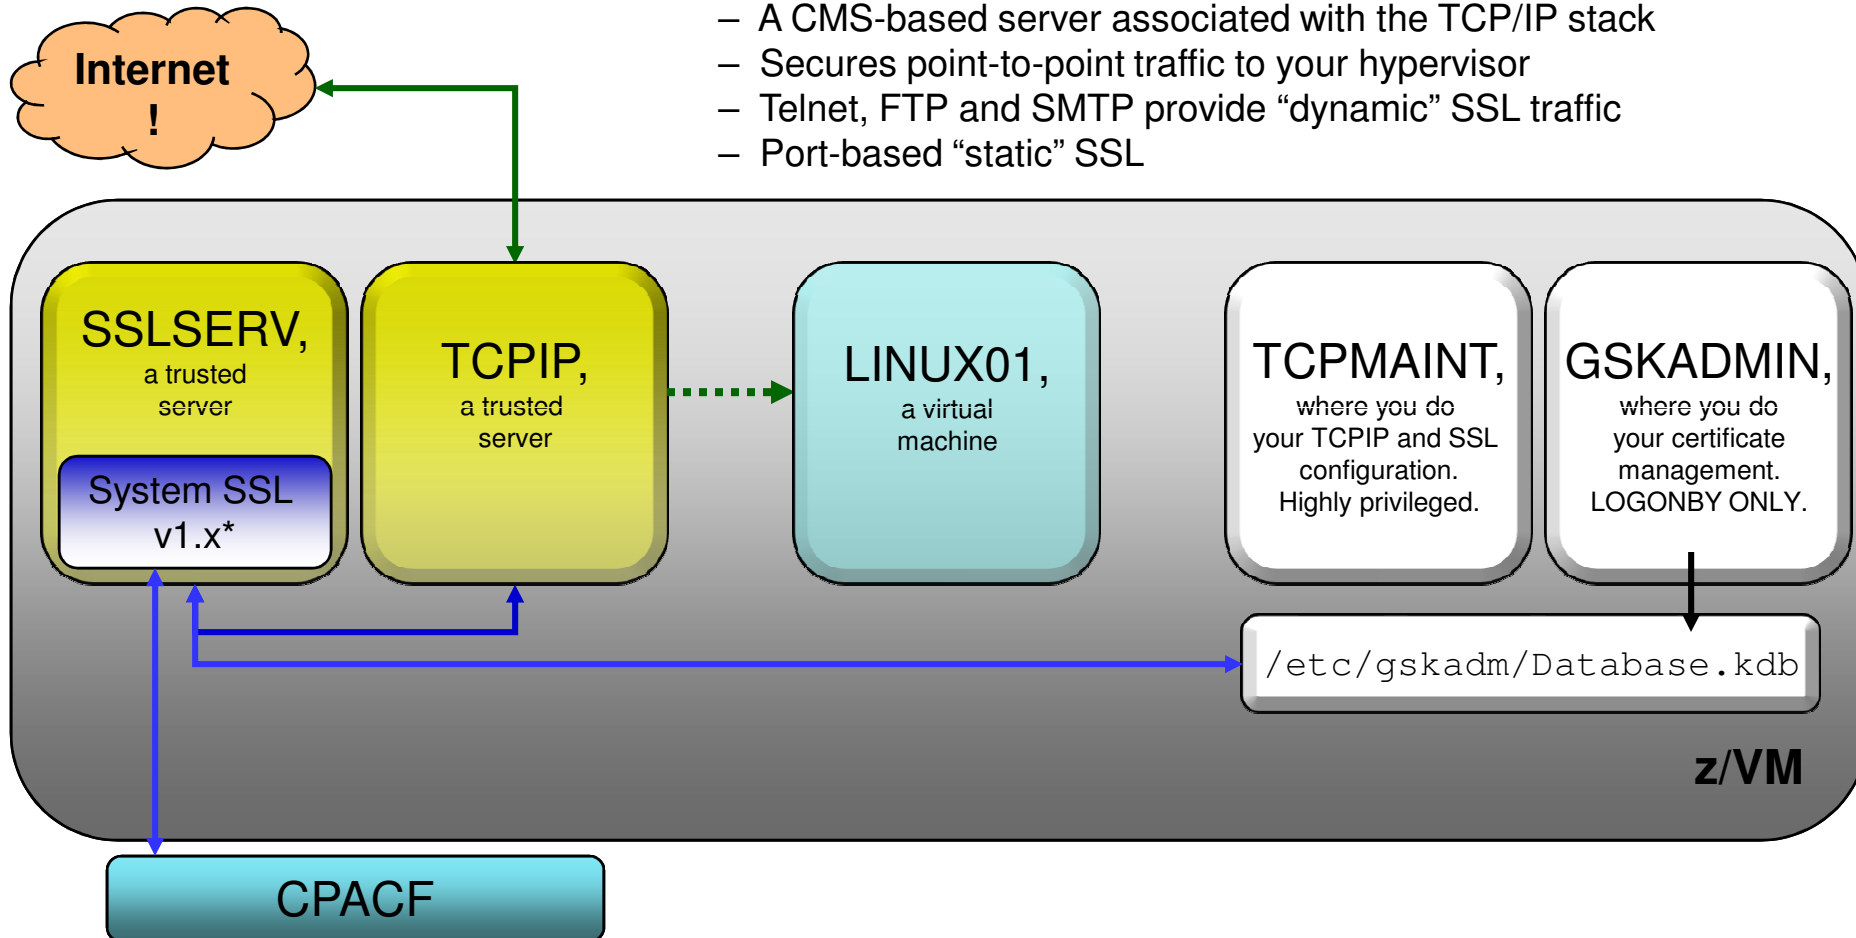 Internet
!
– A CMS-based server associated with the TCP/IP stack
– Secures point-to-point traffic to your hypervisor
– Telnet, FTP and SMTP provide “dynamic” SSL traffic
– Port-based “static” SSL
SSLSERV,
a trusted
server
System SSL
v1.x*
TCPIP,
a trusted
server
LINUX01,
a virtual
machine
TCPMAINT,
where you do
your TCPIP and SSL
configuration.
Highly privileged.
GSKADMIN,
where you do
your certificate
management.
LOGONBY ONLY.
/etc/gskadm/Database.kdb
z/VM
CPACF